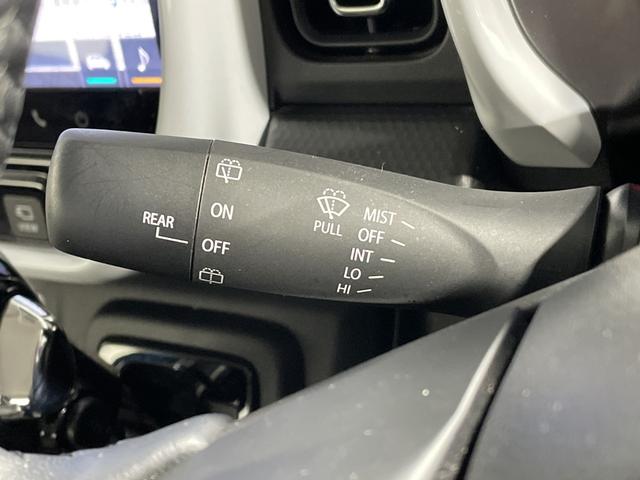 REAR
ON
OFF
PULL
MIST
OFF
INT
LO
HI